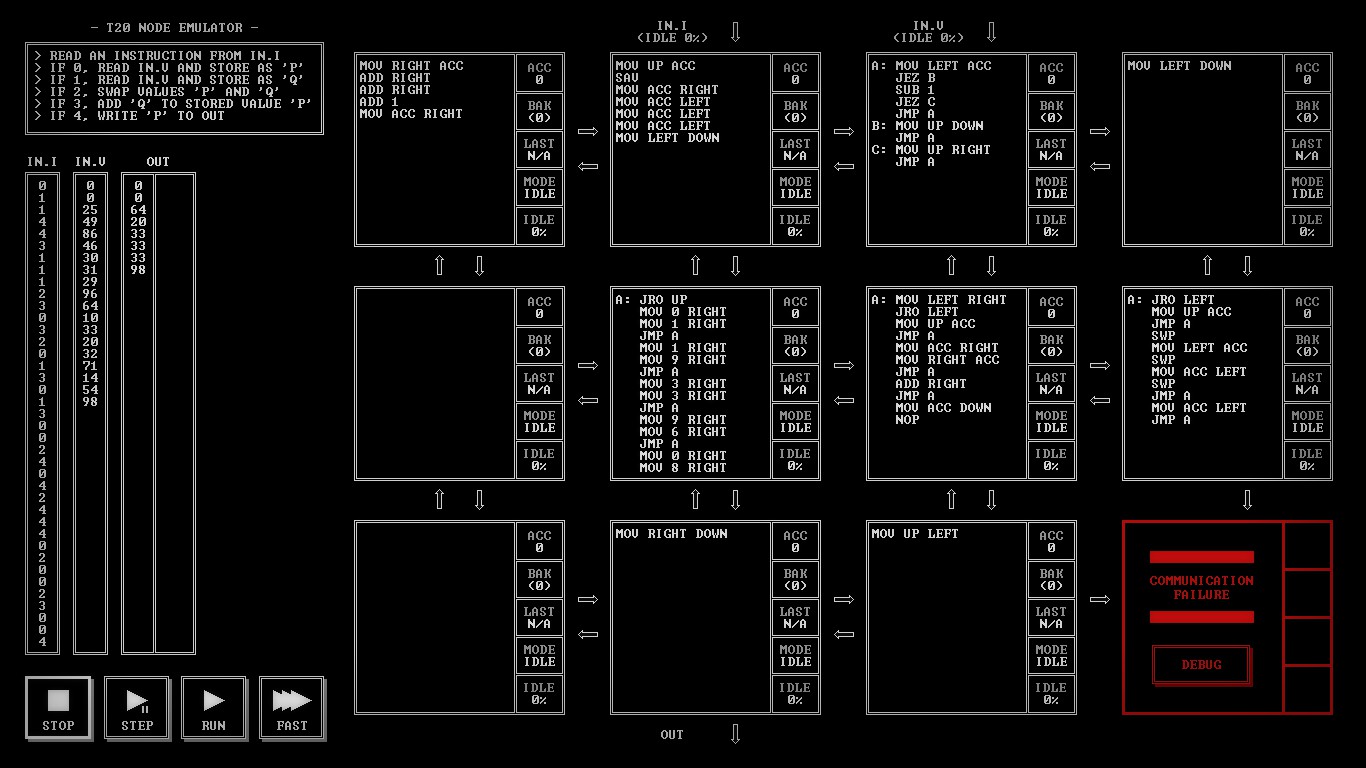 — T20 NODE EMULATOR —
> READ AN INSTRUCTION FROM IN.I
> IF 0, READ IN.V AND STORE AS 'P'
> IF 1, READ IN.V AND STORE AS 'Q'
> IF 2, SWAP VALUES 'P' AND 'Q'
> IF 3, ADD 'Q' TO STORED VALUE 'P'
> IF 4, WRITE 'P' TO OUT
IN.I IN.V OUT
0 0 0
1 0 0
1 25 64
4 49 20
4 86 33
3 46 33
1 30 33
1 31 98
1 29
2 96
3 64
0 10
3 33
2 20
0 32
1 71
3 14
0 54
1 98
3
0
0
2
4
0
4
2
4
4
4
0
2
0
0
2
3
0
0
4
STOP
STEP
RUN
FAST
IN.I
(IDLE 0%)
IN.V
(IDLE 0%)
MOV RIGHT ACC
ADD RIGHT
ADD RIGHT
ADD 1
MOV ACC RIGHT
ACC
0
BAK
(0)
LAST
N/A
MODE
IDLE
IDLE
0%
MOV UP ACC
SAV
MOV ACC RIGHT
MOV ACC LEFT
MOV ACC LEFT
MOV ACC LEFT
MOV LEFT DOWN
ACC
0
BAK
(0)
LAST
N/A
MODE
IDLE
IDLE
0%
A: MOV LEFT ACC
JEZ B
SUB 1
JEZ C
JMP A
B: MOV UP DOWN
JMP A
C: MOV UP RIGHT
JMP A
ACC
0
BAK
(0)
LAST
N/A
MODE
IDLE
IDLE
0%
MOV LEFT DOWN
ACC
0
BAK
(0)
LAST
N/A
MODE
IDLE
IDLE
0%
ACC
0
BAK
(0)
LAST
N/A
MODE
IDLE
IDLE
0%
A: JRO UP
MOV 0 RIGHT
MOV 1 RIGHT
JMP A
MOV 1 RIGHT
MOV 9 RIGHT
JMP A
MOV 3 RIGHT
MOV 3 RIGHT
JMP A
MOV 9 RIGHT
MOV 6 RIGHT
JMP A
MOV 0 RIGHT
MOV 8 RIGHT
ACC
0
BAK
(0)
LAST
N/A
MODE
IDLE
IDLE
0%
A: MOV LEFT RIGHT
JRO LEFT
MOV UP ACC
JMP A
MOV ACC RIGHT
MOV RIGHT ACC
JMP A
ADD RIGHT
JMP A
MOV ACC DOWN
NOP
ACC
0
BAK
(0)
LAST
N/A
MODE
IDLE
IDLE
0%
A: JRO LEFT
MOV UP ACC
JMP A
SWP
MOV LEFT ACC
SWP
MOV ACC LEFT
SWP
JMP A
MOV ACC LEFT
JMP A
ACC
0
BAK
(0)
LAST
N/A
MODE
IDLE
IDLE
0%
ACC
0
BAK
(0)
LAST
N/A
MODE
IDLE
IDLE
0%
MOV RIGHT DOWN
ACC
0
BAK
(0)
LAST
N/A
MODE
IDLE
IDLE
0%
MOV UP LEFT
ACC
0
BAK
(0)
LAST
N/A
MODE
IDLE
IDLE
0%
COMMUNICATION
FAILURE
DEBUG
OUT